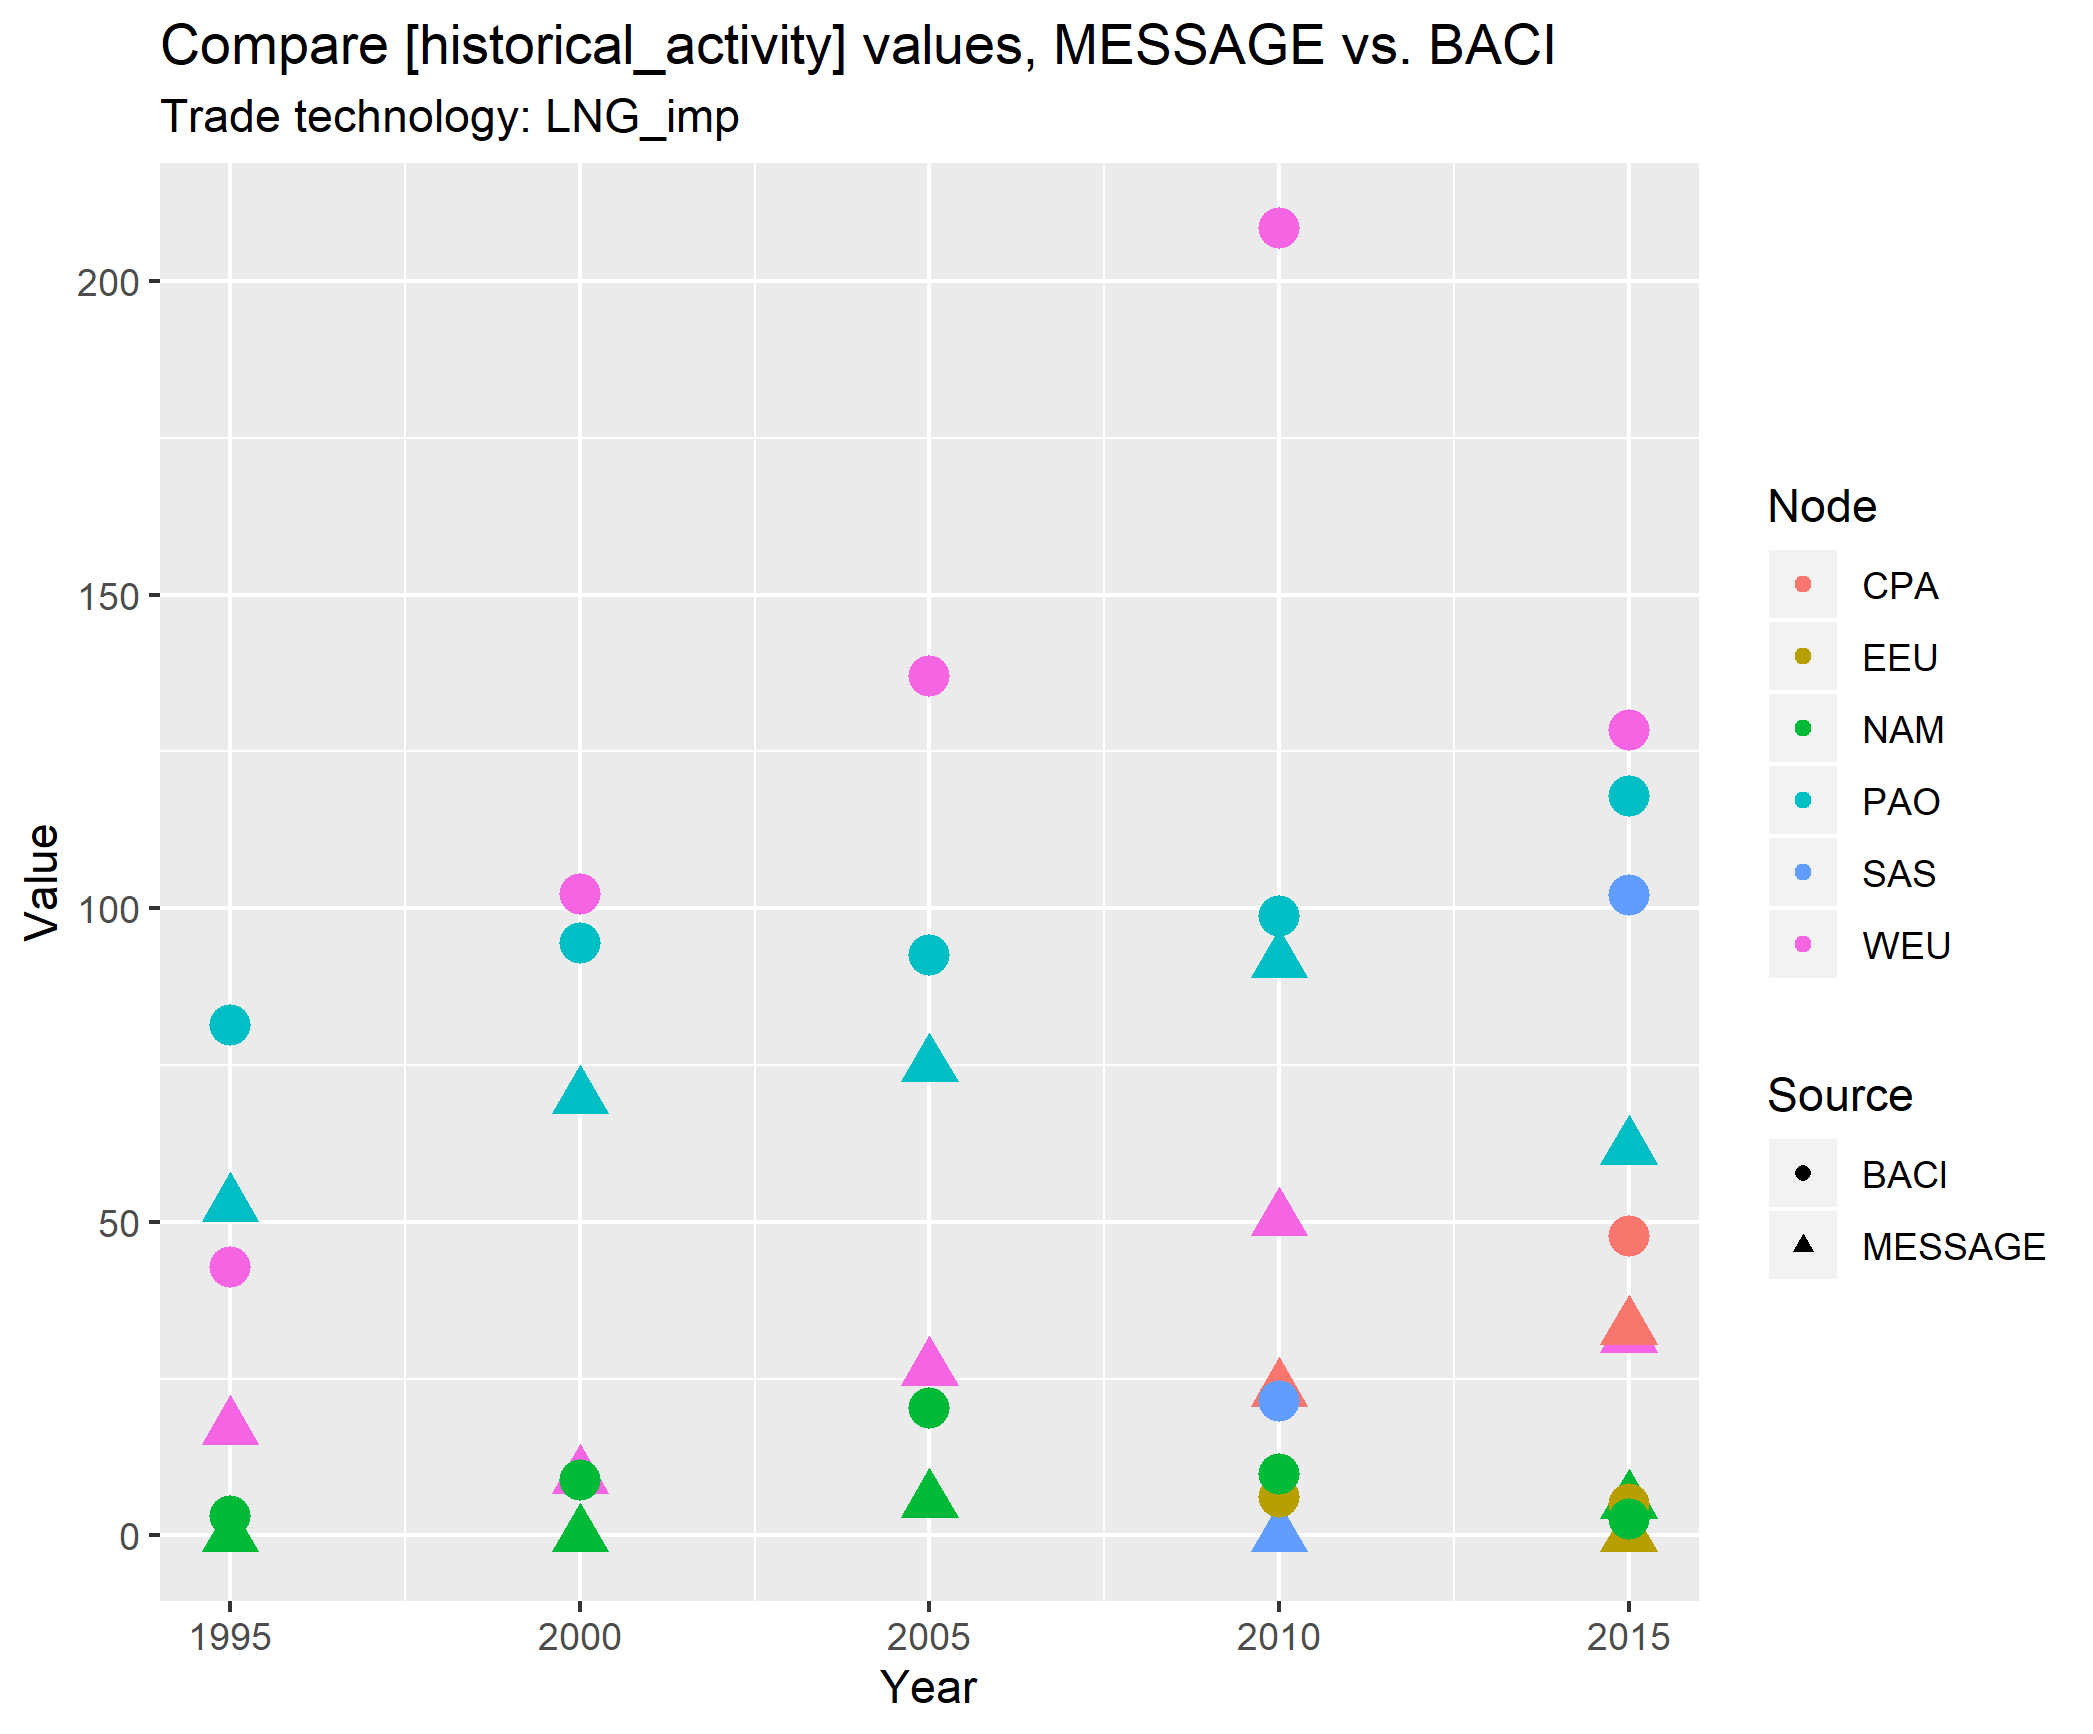 Compare [historical_activity] values, MESSAGE vs. BACI
Trade technology: LNG_imp
Value
200
150
100
50
0
1995 2000 2005 2010 2015
Year
Node
CPA
EEU
NAM
PAO
SAS
WEU
Source
BACI
MESSAGE